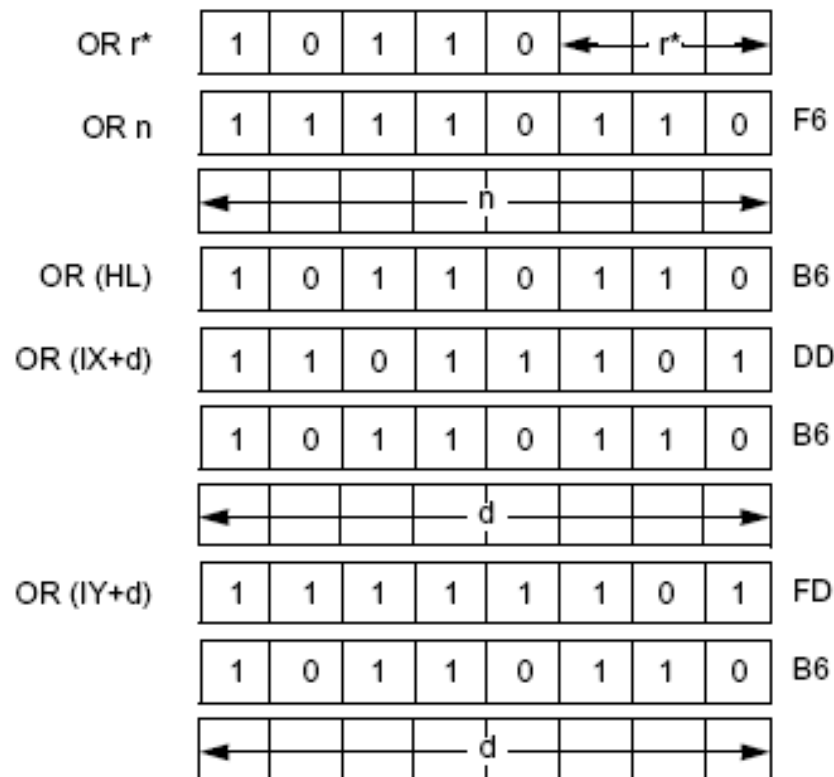 OR r* 1 0 1 1 0 r*
OR n 1 1 1 1 0 1 1 0 F6
n
OR (HL) 1 0 1 1 0 1 1 0 B6
OR (IX+d) 1 1 0 1 1 1 0 1 DD
1 0 1 1 0 1 1 0 B6
d
OR (IY+d) 1 1 1 1 1 1 0 1 FD
1 0 1 1 0 1 1 0 B6
d